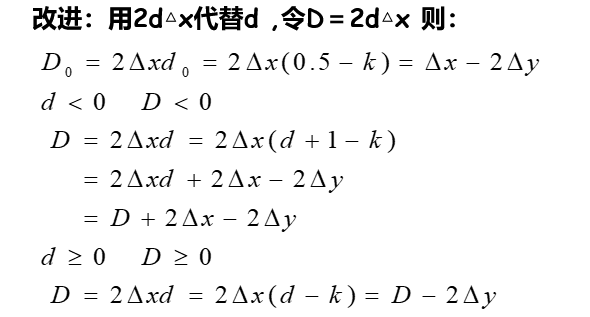 改进：用2d△x代替d ,令D＝2d△x 则：
D₀ = 2Δxd₀ = 2Δx(0.5 − k) = Δx − 2Δy
d < 0 D < 0
D = 2Δxd = 2Δx(d + 1 − k)
= 2Δxd + 2Δx − 2Δy
= D + 2Δx − 2Δy
d ≥ 0 D ≥ 0
D = 2Δxd = 2Δx(d − k) = D − 2Δy